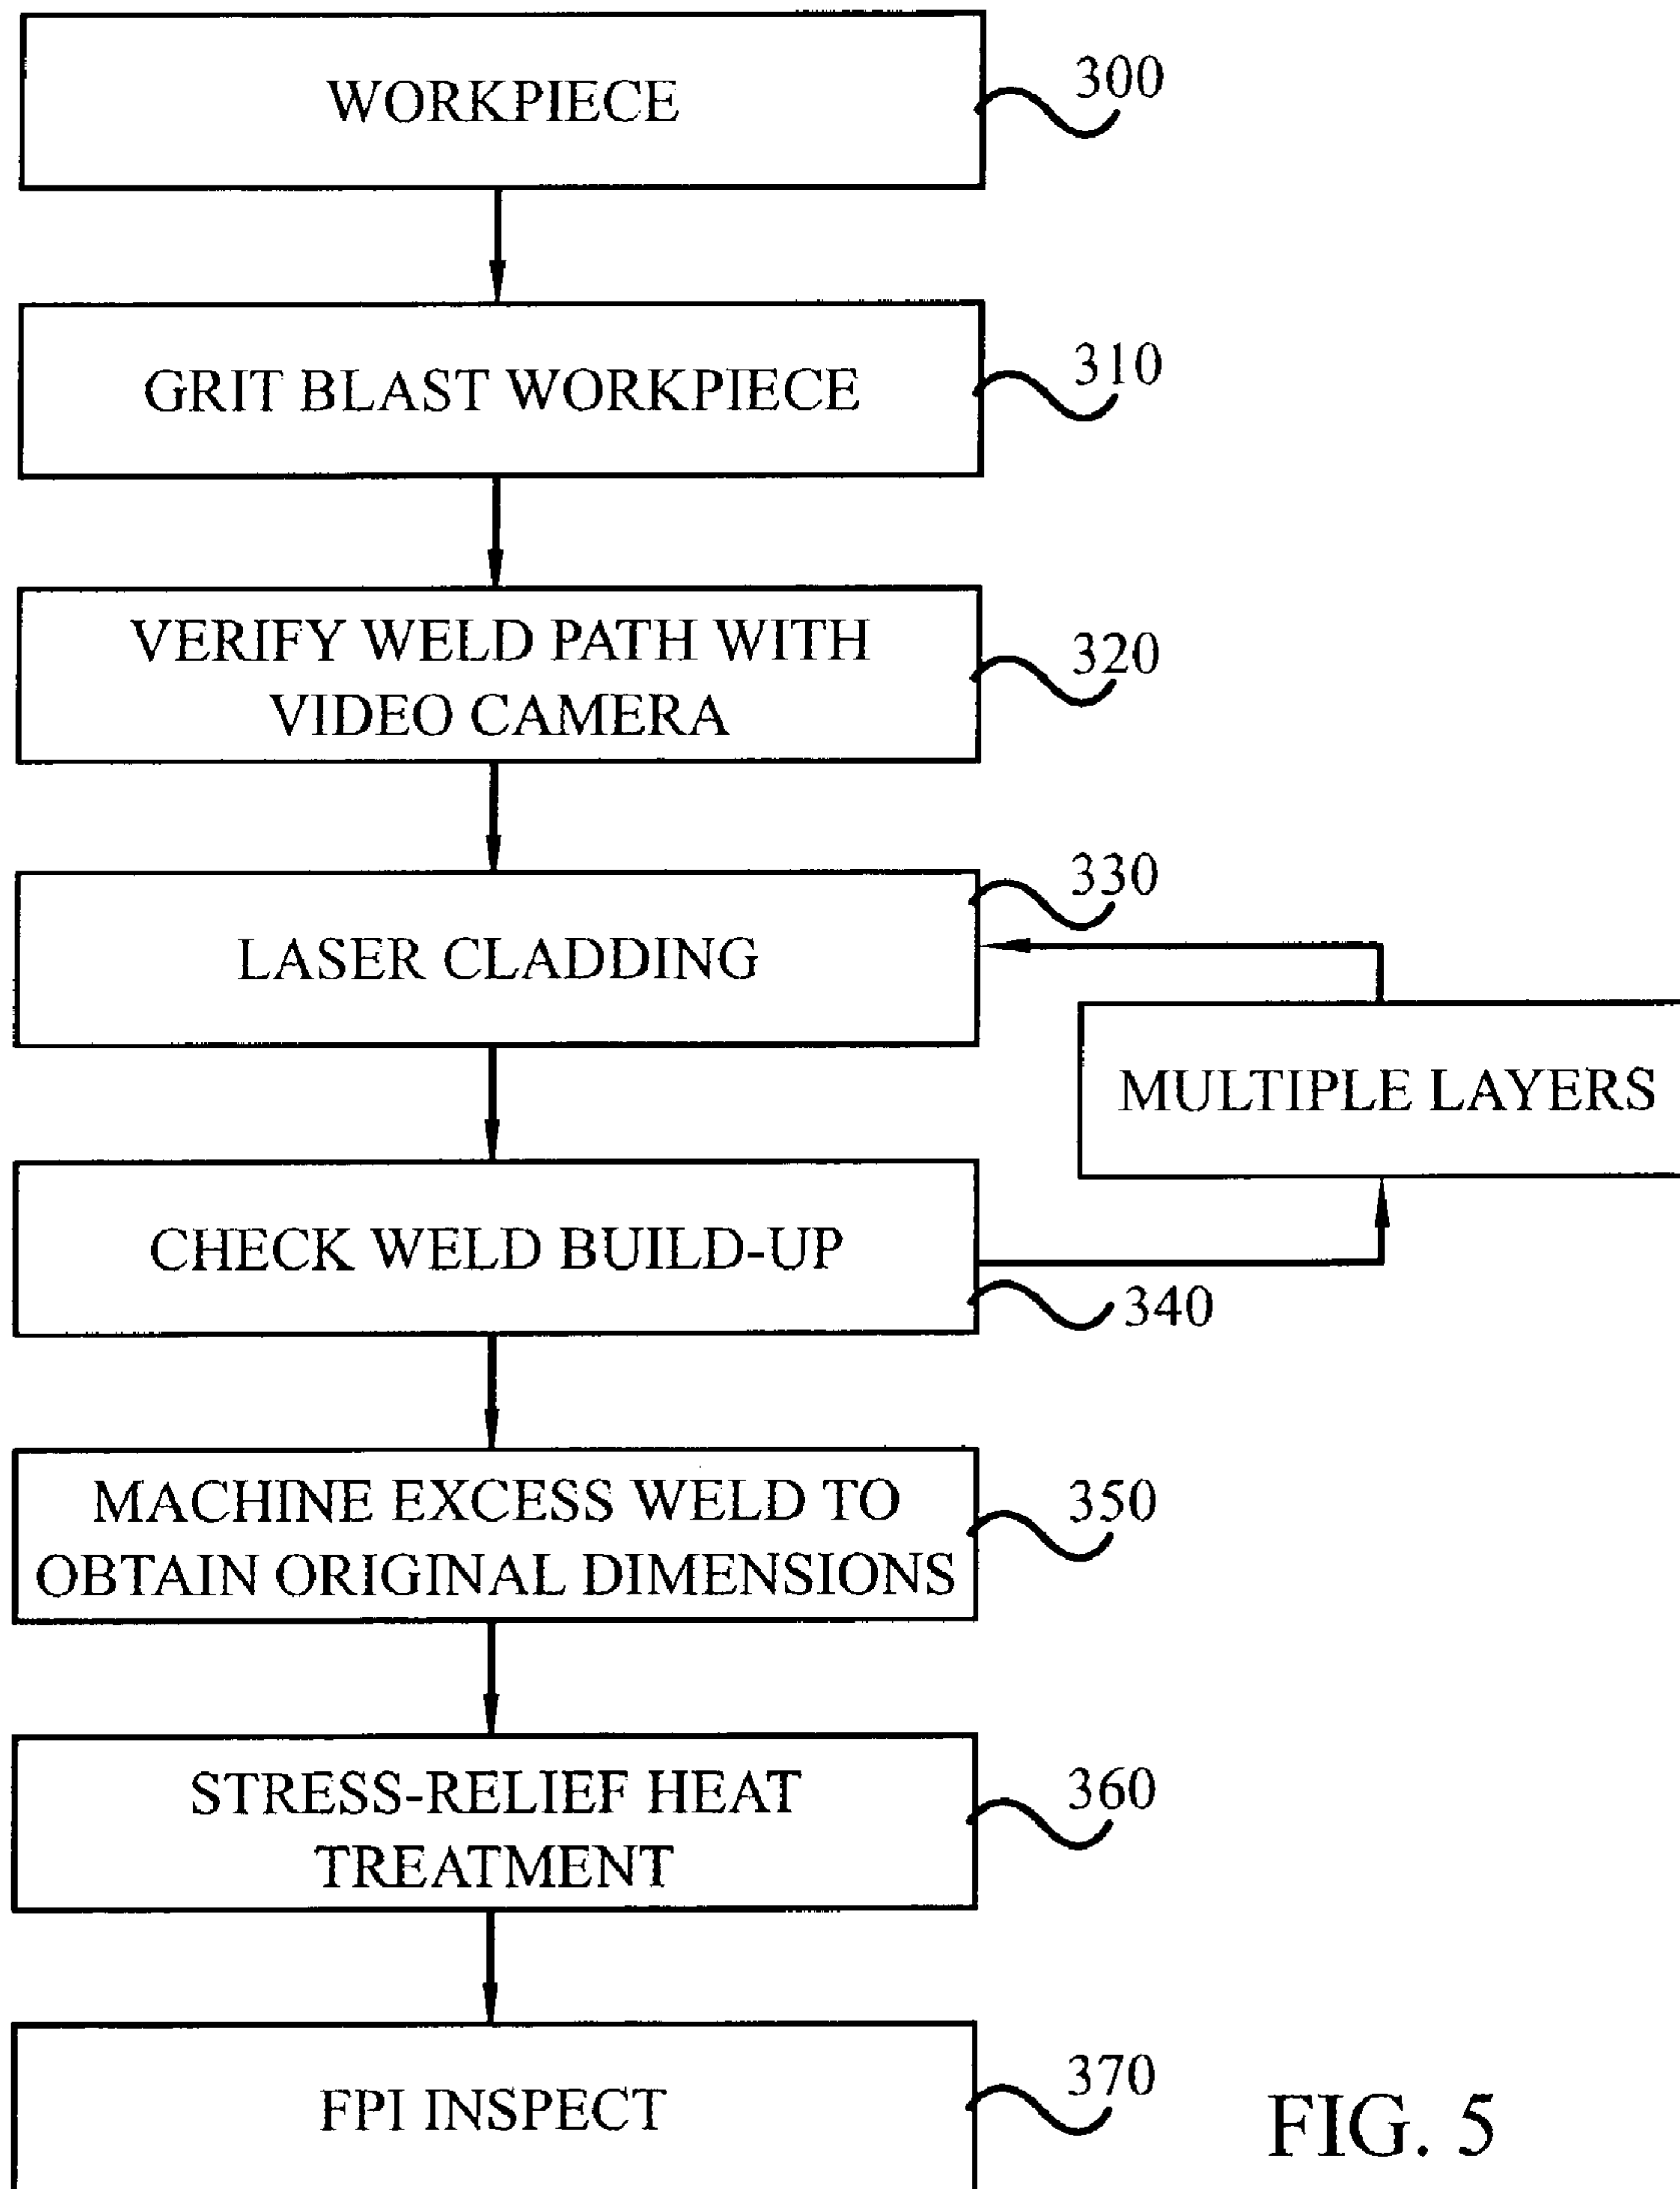 WORKPIECE
300
GRIT BLAST WORKPIECE
310
VERIFY WELD PATH WITH
VIDEO CAMERA
320
LASER CLADDING
330
MULTIPLE LAYERS
CHECK WELD BUILD-UP
340
MACHINE EXCESS WELD TO
OBTAIN ORIGINAL DIMENSIONS
350
STRESS-RELIEF HEAT
TREATMENT
360
FPI INSPECT
370
FIG. 5